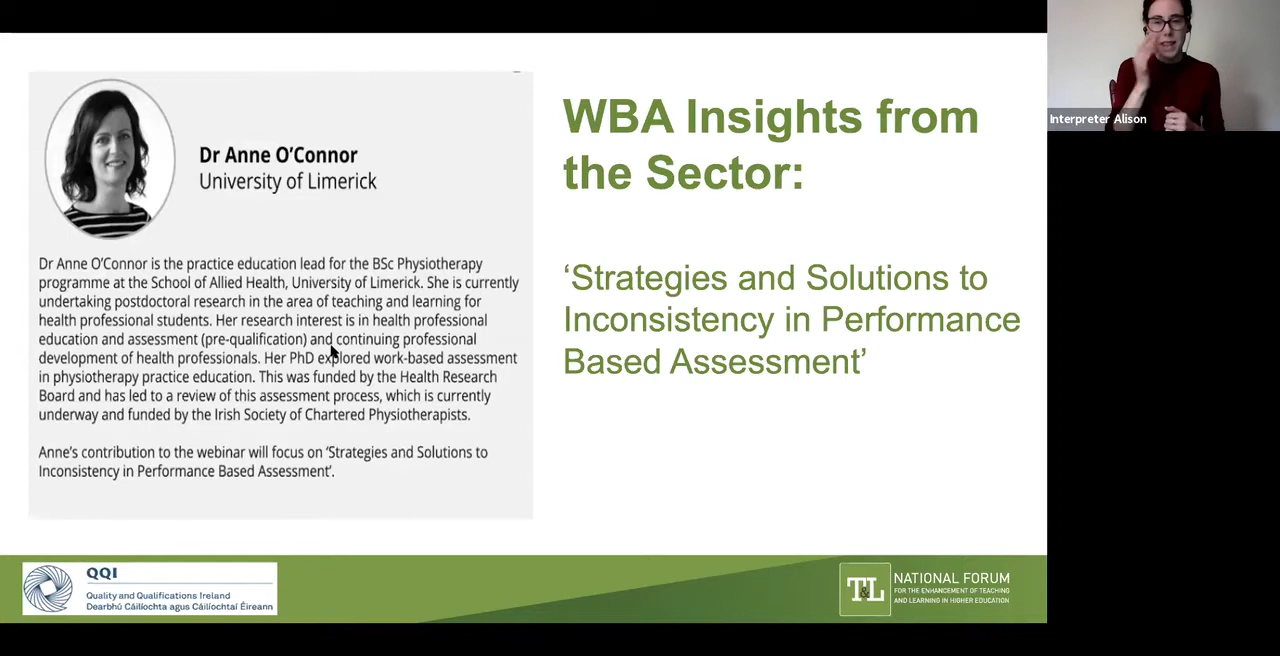 Dr Anne O'Connor
University of Limerick
Dr Anne O'Connor is the practice education lead for the BSc Physiotherapy
programme at the School of Allied Health, University of Limerick. She is currently
undertaking postdoctoral research in the area of teaching and learning for
health professional students. Her research interest is in health professional
education and assessment (pre-qualification) and continuing professional
development of health professionals. Her PhD explored work-based assessment
in physiotherapy practice education. This was funded by the Health Research
Board and has led to a review of this assessment process, which is currently
underway and funded by the Irish Society of Chartered Physiotherapists.
Anne's contribution to the webinar will focus on 'Strategies and Solutions to
Inconsistency in Performance Based Assessment'.
WBA Insights from
the Sector:
‘Strategies and Solutions to
Inconsistency in Performance
Based Assessment’
Interpreter Alison
QQI
Quality and Qualifications Ireland
Dearbhú Cáilíochta agus Cáilíochtaí Éireann
T&L
NATIONAL FORUM
FOR THE ENHANCEMENT OF TEACHING
AND LEARNING IN HIGHER EDUCATION